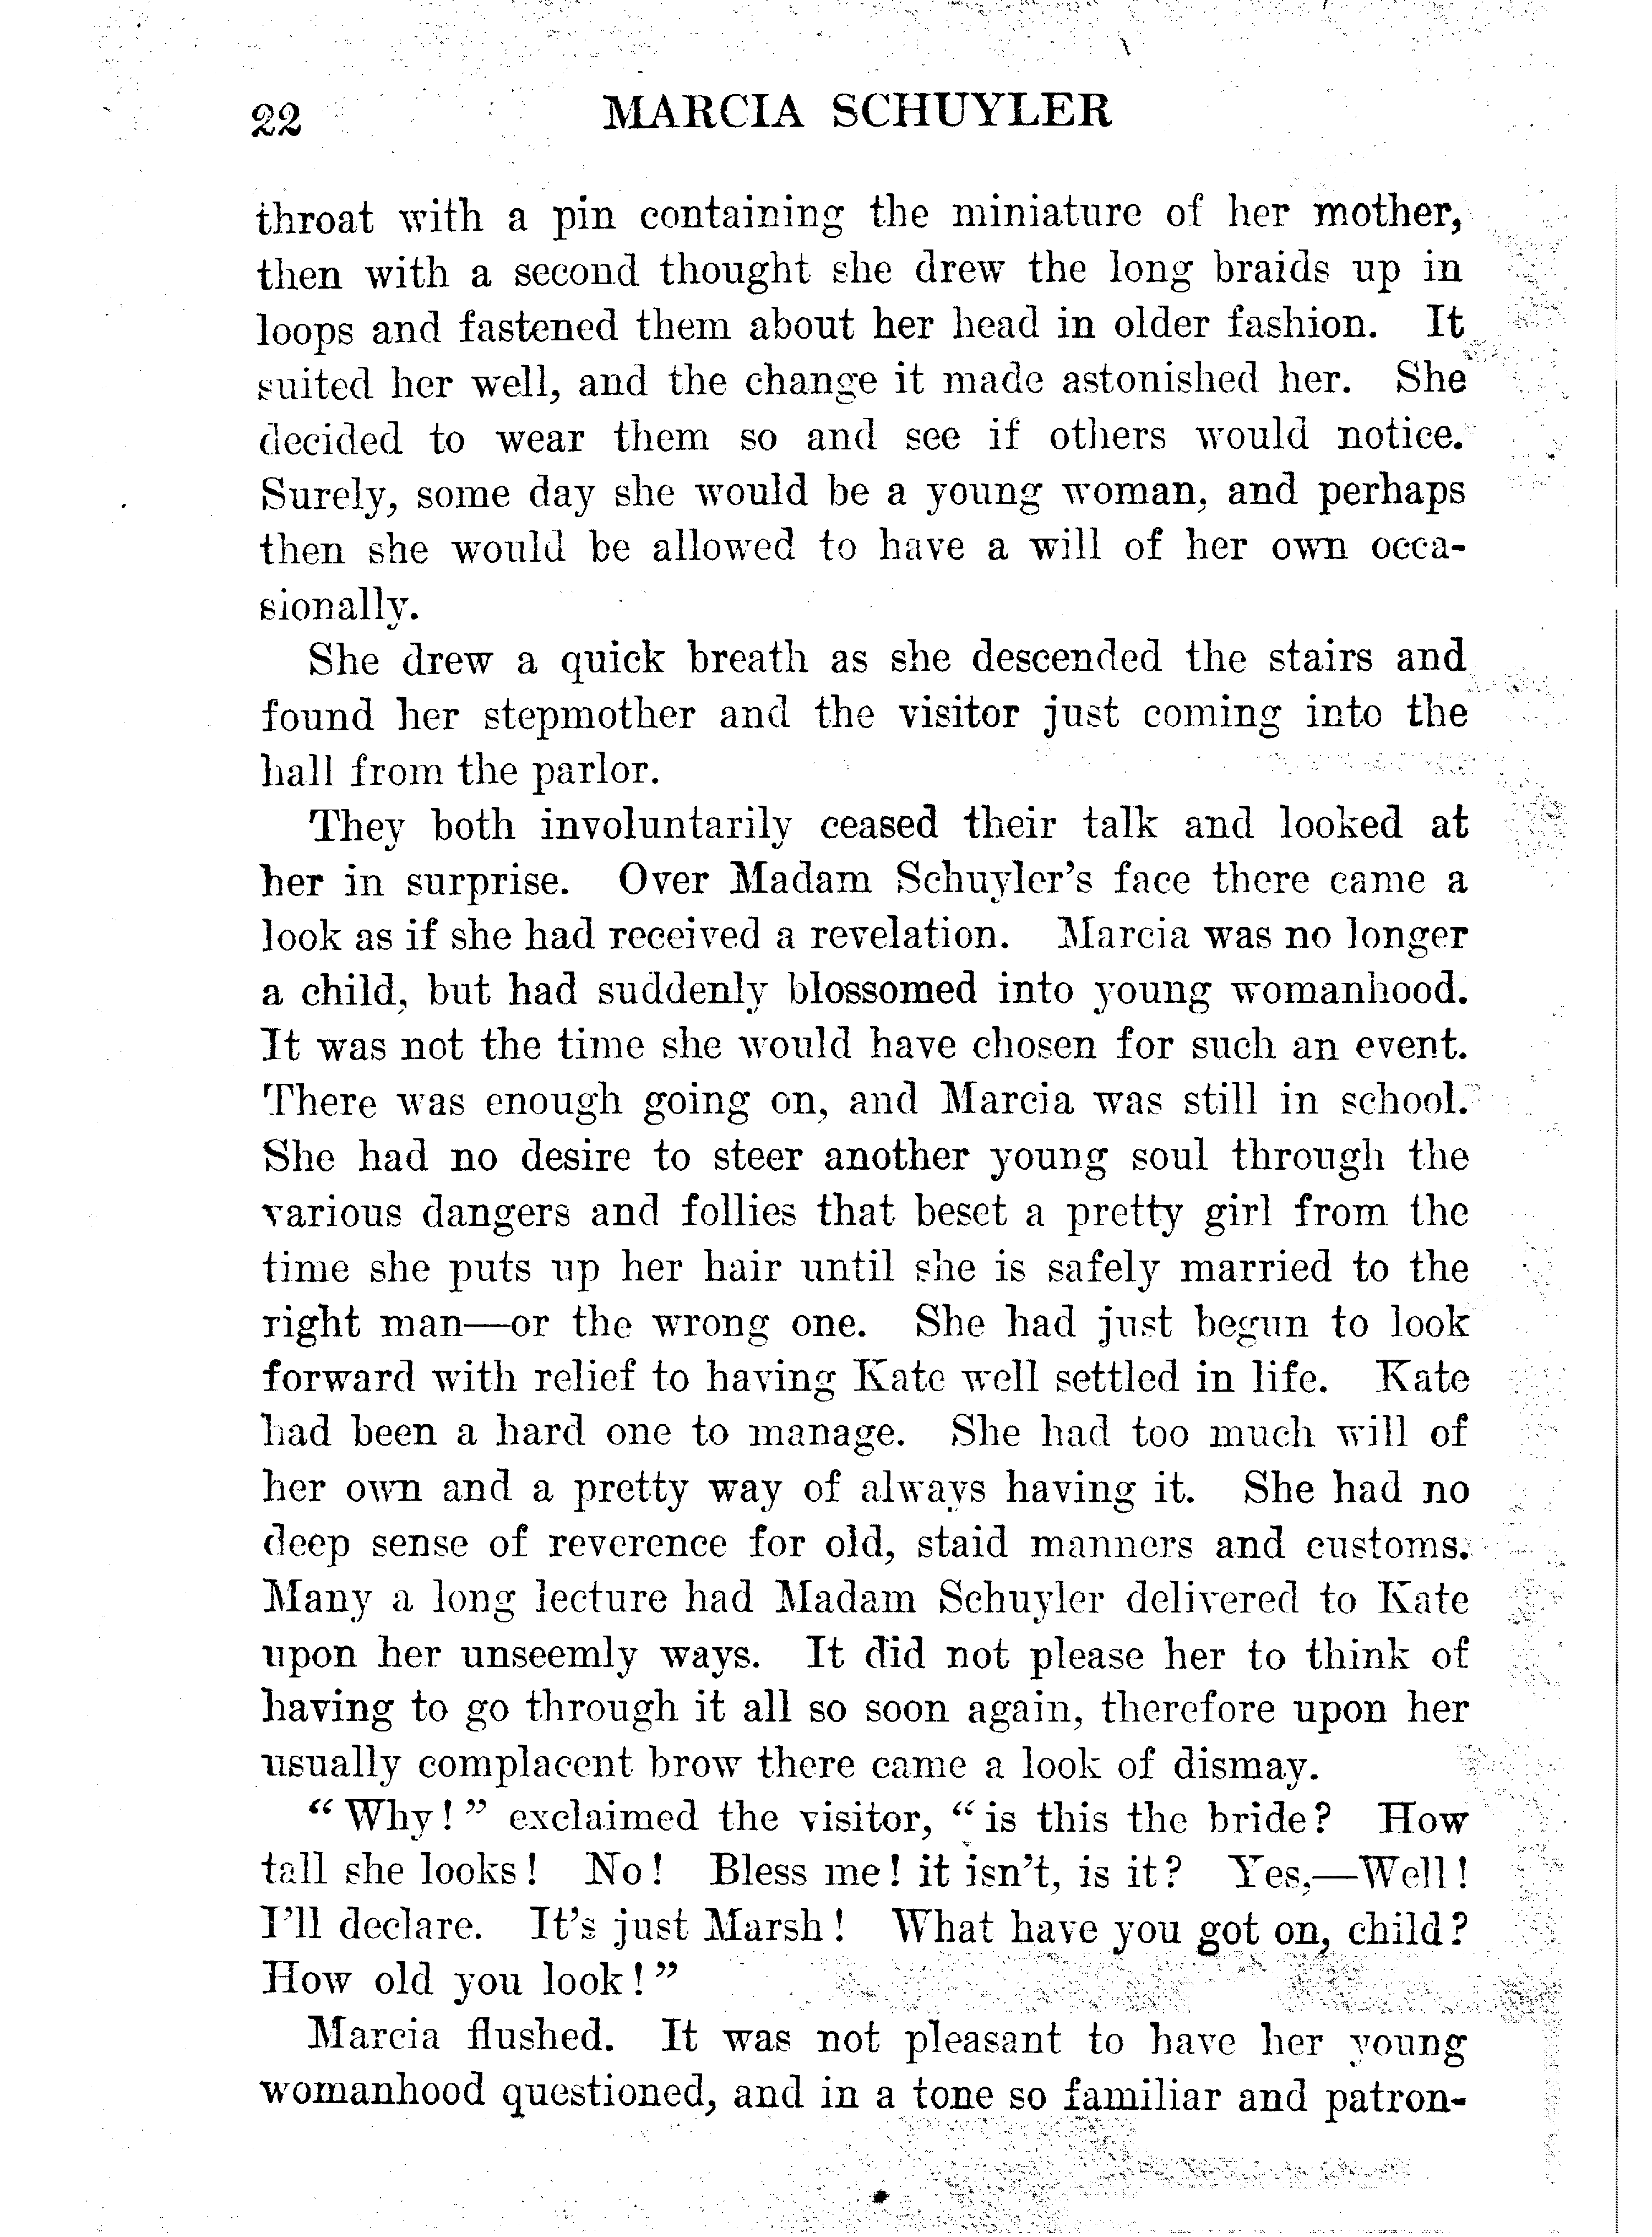 22 MARCIA SCHUYLER
throat with a pin containing the miniature of her mother,
then with a second thought she drew the long braids up in
loops and fastened them about her head in older fashion. It
suited her well, and the change it made astonished her. She
decided to wear them so and see if others would notice.
Surely, some day she would be a young woman, and perhaps
then she would be allowed to have a will of her own occa-
sionally.
She drew a quick breath as she descended the stairs and
found her stepmother and the visitor just coming into the
hall from the parlor.
They both involuntarily ceased their talk and looked at
her in surprise. Over Madam Schuyler's face there came a
look as if she had received a revelation. Marcia was no longer
a child, but had suddenly blossomed into young womanhood.
It was not the time she would have chosen for such an event.
There was enough going on, and Marcia was still in school.
She had no desire to steer another young soul through the
various dangers and follies that beset a pretty girl from the
time she puts up her hair until she is safely married to the
right man—or the wrong one. She had just begun to look
forward with relief to having Kate well settled in life. Kate
had been a hard one to manage. She had too much will of
her own and a pretty way of always having it. She had no
deep sense of reverence for old, staid manners and customs.
Many a long lecture had Madam Schuyler delivered to Kate
upon her unseemly ways. It did not please her to think of
having to go through it all so soon again, therefore upon her
usually complacent brow there came a look of dismay.
“Why!” exclaimed the visitor, “is this the bride? How
tall she looks! No! Bless me! it isn't, is it? Yes,—Well!
I'll declare. It's just Marsh! What have you got on, child?
How old you look!”
Marcia flushed. It was not pleasant to have her young
womanhood questioned, and in a tone so familiar and patron-